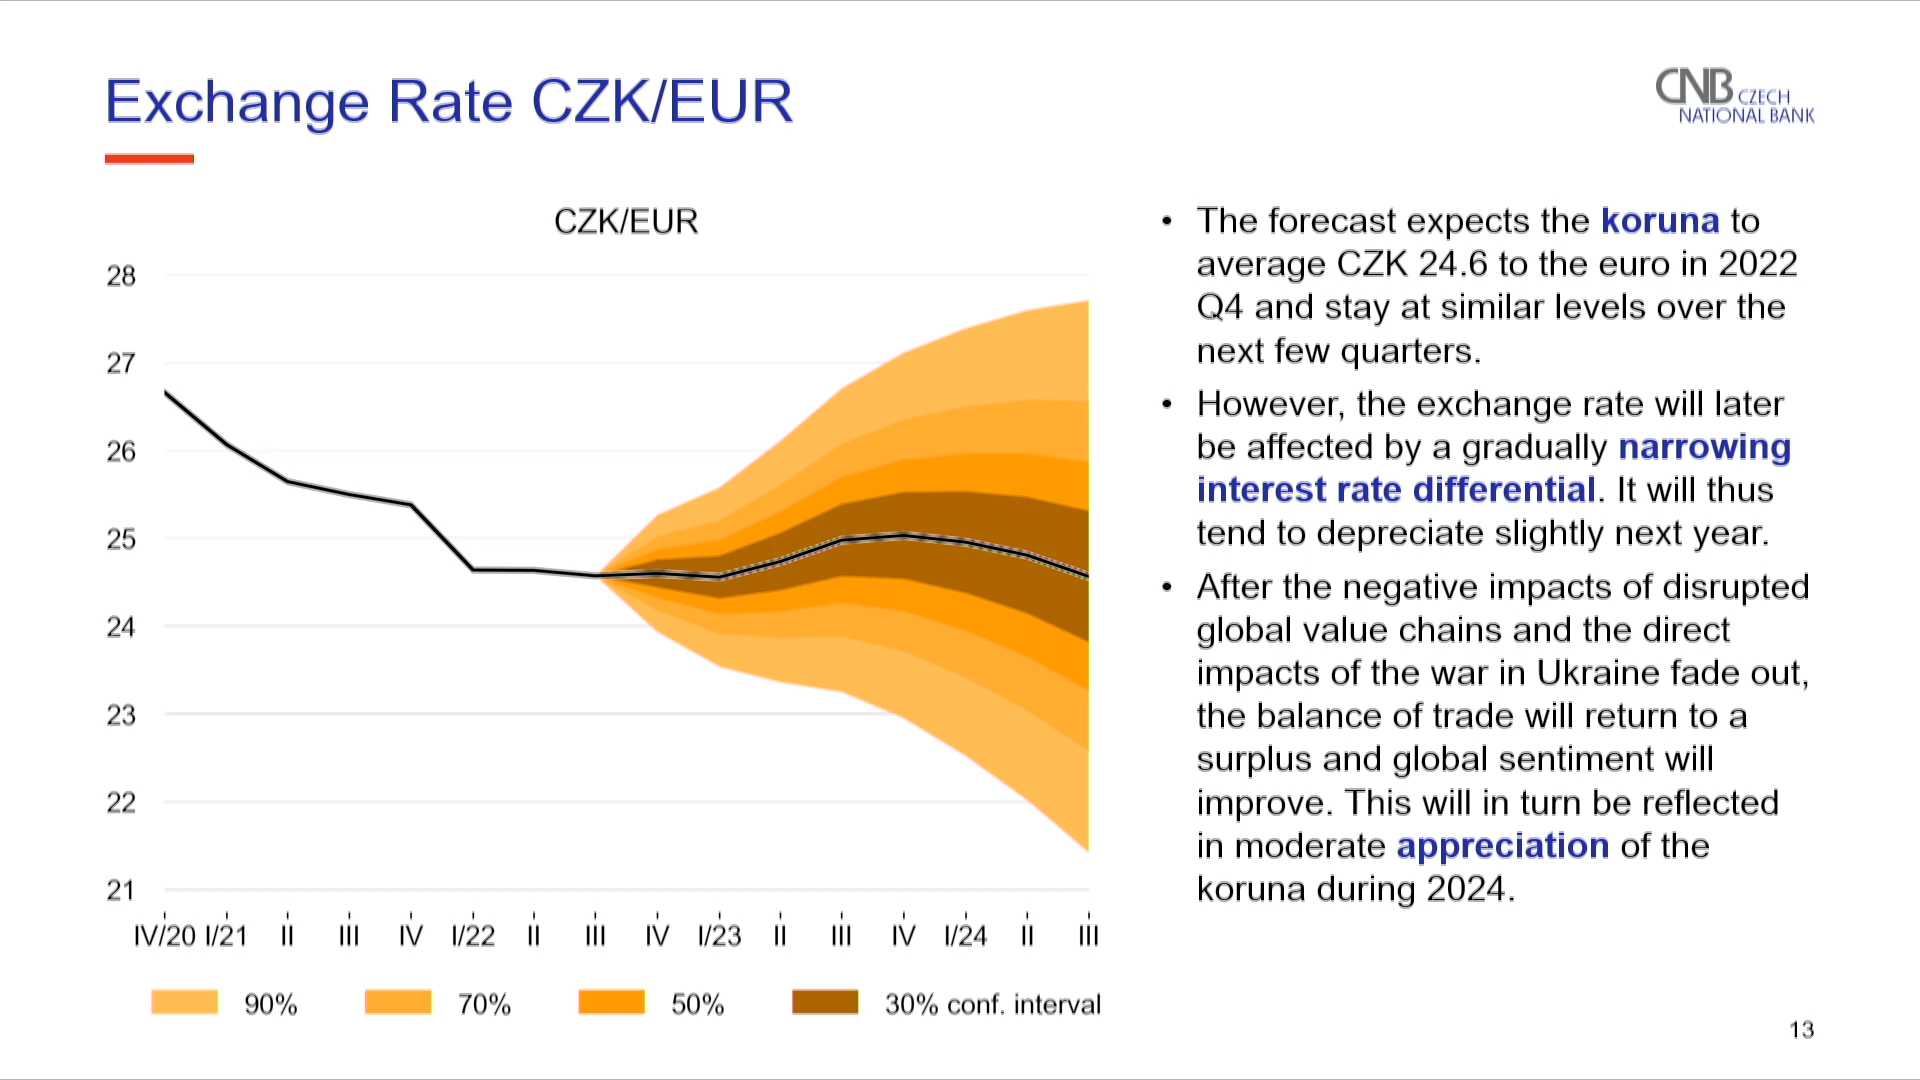 Exchange Rate CZK/EUR
CNB CZECH
NATIONAL BANK
CZK/EUR
28
27
26
25
24
23
22
21
IV/20 I/21 II III IV I/22 II III IV I/23 II III IV I/24 II III
90% 70% 50% 30% conf. interval
• The forecast expects the koruna to
average CZK 24.6 to the euro in 2022
Q4 and stay at similar levels over the
next few quarters.
• However, the exchange rate will later
be affected by a gradually narrowing
interest rate differential. It will thus
tend to depreciate slightly next year.
• After the negative impacts of disrupted
global value chains and the direct
impacts of the war in Ukraine fade out,
the balance of trade will return to a
surplus and global sentiment will
improve. This will in turn be reflected
in moderate appreciation of the
koruna during 2024.
13